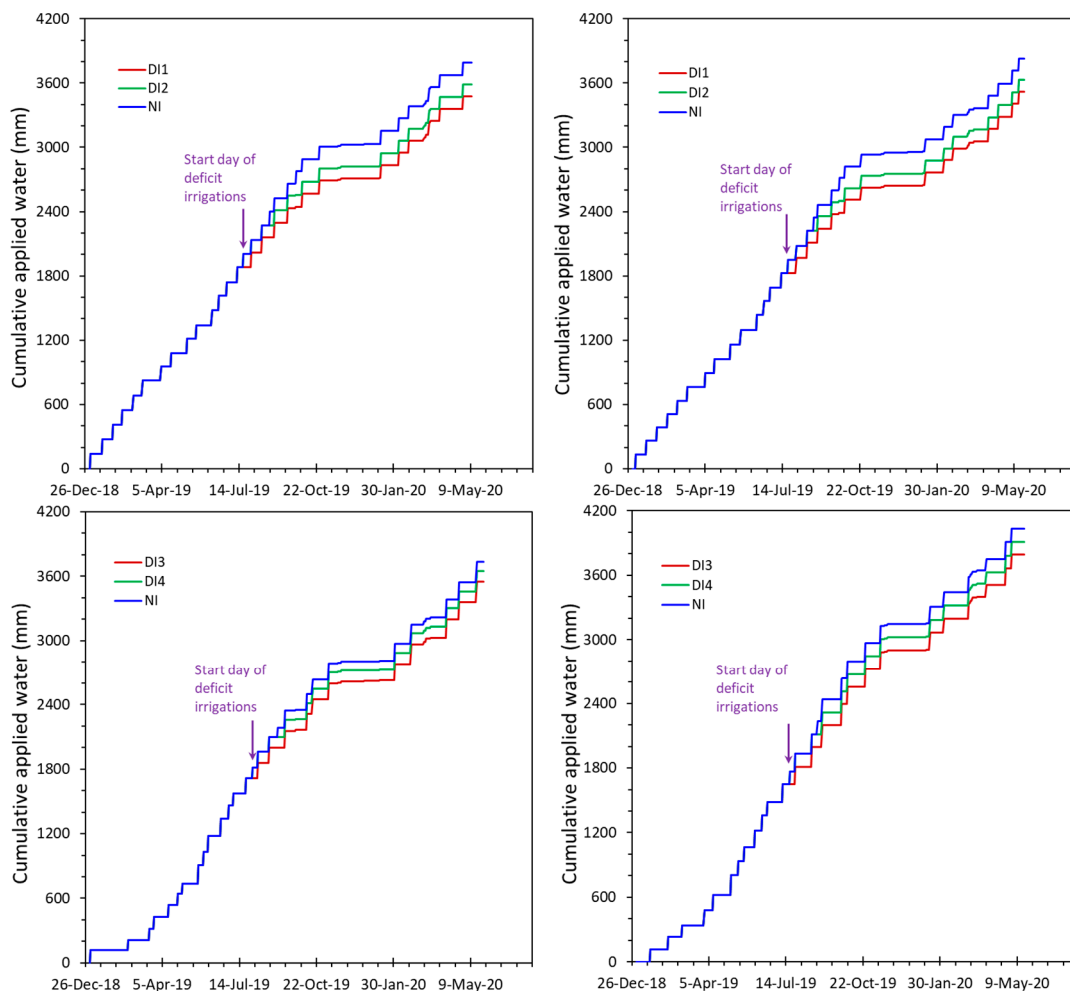 4200
3600
3000
2400
1800
1200
600
0
Cumulative applied water (mm)
DI1
DI2
NI
Start day of
deficit
irrigations
26-Dec-18 5-Apr-19 14-Jul-19 22-Oct-19 30-Jan-20 9-May-20
4200
3600
3000
2400
1800
1200
600
0
Cumulative applied water (mm)
DI1
DI2
NI
Start day of
deficit
irrigations
26-Dec-18 5-Apr-19 14-Jul-19 22-Oct-19 30-Jan-20 9-May-20
4200
3600
3000
2400
1800
1200
600
0
Cumulative applied water (mm)
DI3
DI4
NI
Start day of
deficit
irrigations
26-Dec-18 5-Apr-19 14-Jul-19 22-Oct-19 30-Jan-20 9-May-20
4200
3600
3000
2400
1800
1200
600
0
Cumulative applied water (mm)
DI3
DI4
NI
Start day of
deficit
irrigations
26-Dec-18 5-Apr-19 14-Jul-19 22-Oct-19 30-Jan-20 9-May-20